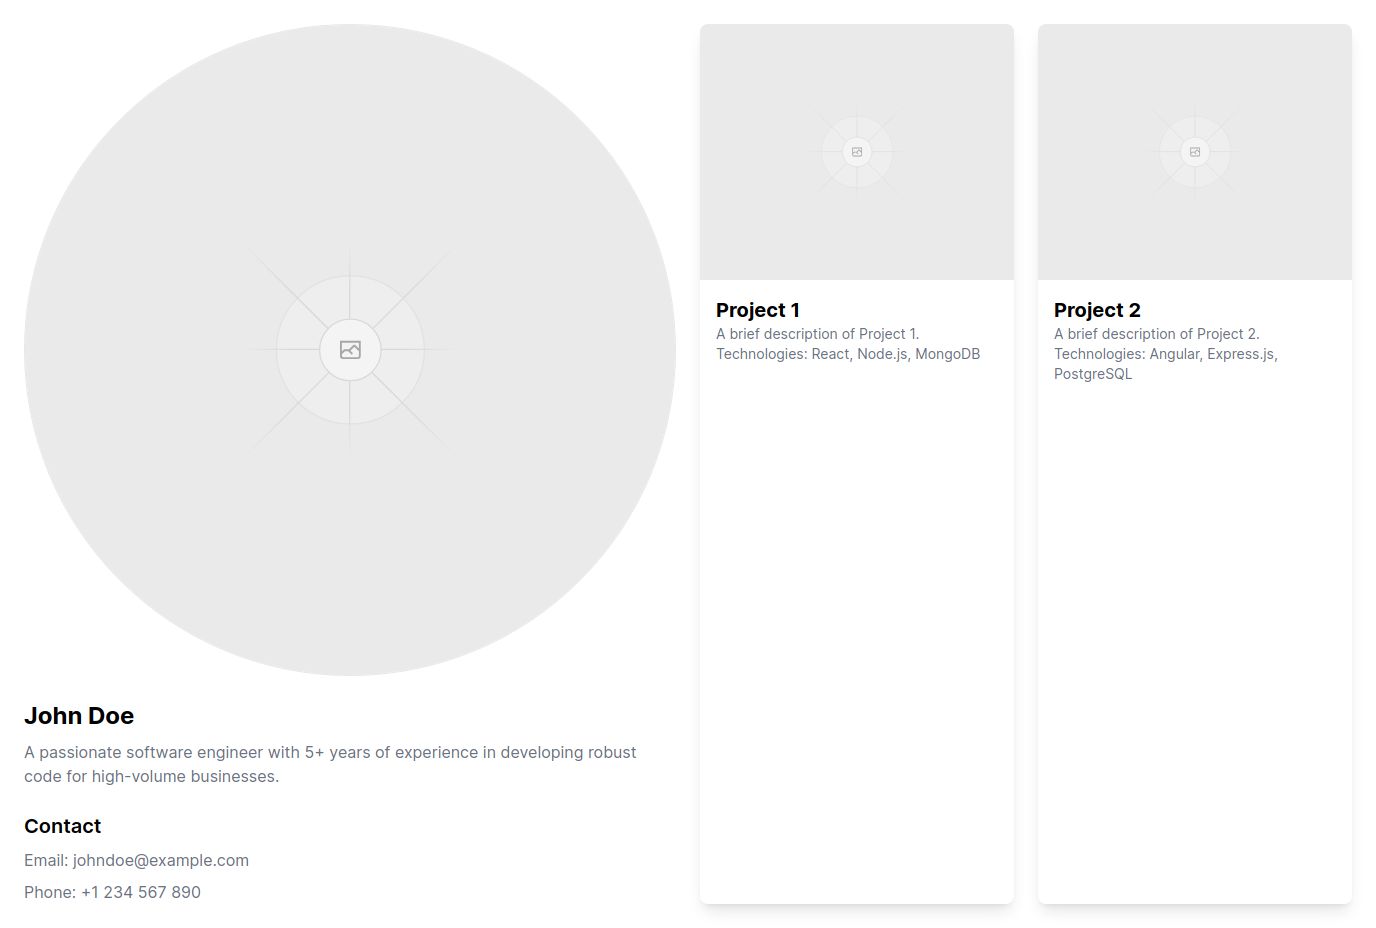 John Doe
A passionate software engineer with 5+ years of experience in developing robust
code for high-volume businesses.
Contact
Email: johndoe@example.com
Phone: +1 234 567 890
Project 1
A brief description of Project 1.
Technologies: React, Node.js, MongoDB
Project 2
A brief description of Project 2.
Technologies: Angular, Express.js,
PostgreSQL